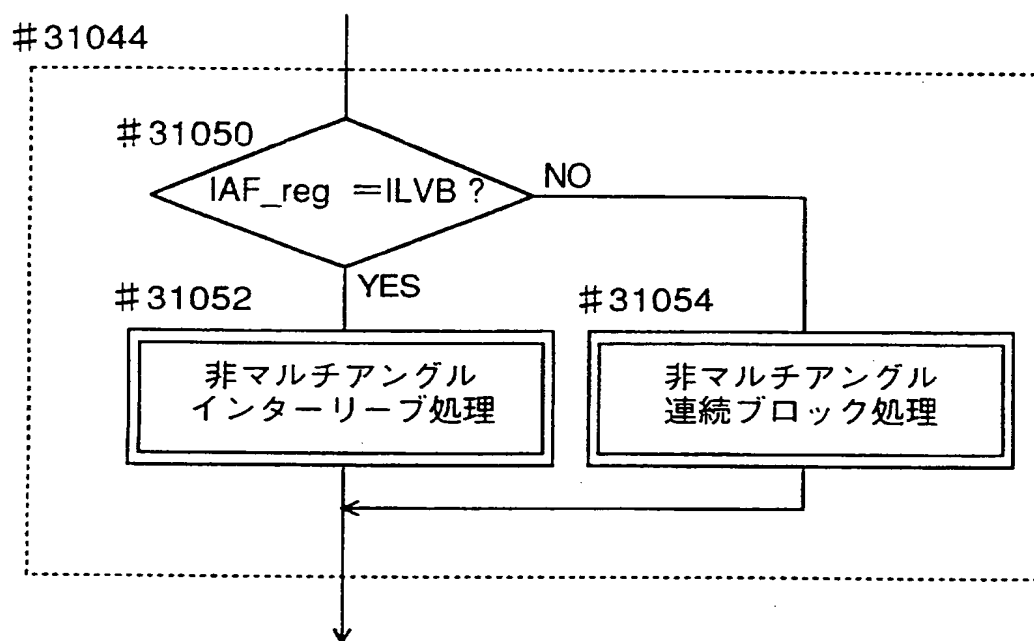 #31044
#31050
IAF_reg =ILVB ?
NO
YES
#31052
#31054
非マルチアングル
インターリーブ処理
非マルチアングル
連続ブロック処理